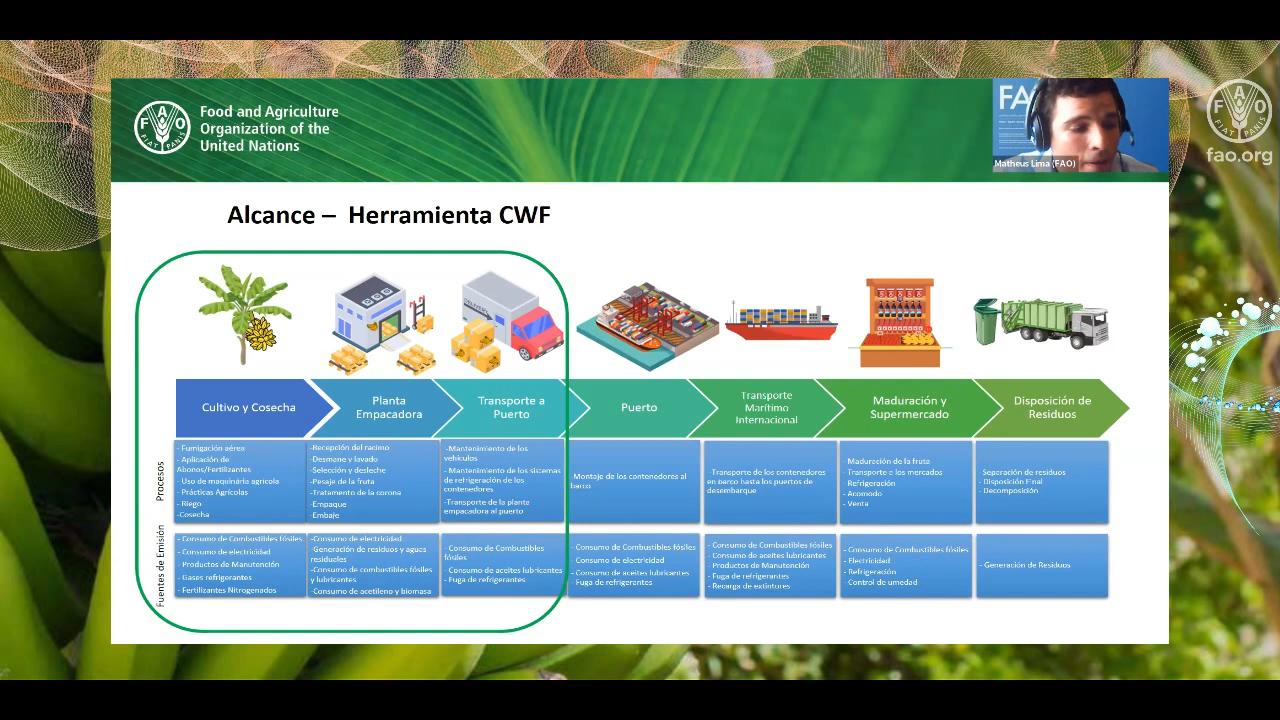 Food and Agriculture
Organization of the
United Nations
FAO
FIAT PANIS
FA
Matheus Lima (FAO)
FAO
FIAT PANIS
fao.org
Alcance – Herramienta CWF
Cultivo y Cosecha
Planta
Empacadora
Transporte a
Puerto
Puerto
Transporte
Marítimo
Internacional
Maduración y
Supermercado
Disposición de
Residuos
Procesos
- Fumigación aérea
- Aplicación de
Abonos/Fertilizantes
- Uso de maquinaria agrícola
- Prácticas Agrícolas
- Riego
-Cosecha
-Recepción del racimo
- Desmane y lavado
-Selección y desleche
-Pesaje de la fruta
-Tratamiento de la corona
-Empaque
-Embaje
-Mantenimiento de los
vehículos
- Mantenimiento de los sistemas
de refrigeración de los
contenedores
-Transporte de la planta
empacadora al puerto
Montaje de los contenedores al
barco
- Transporte de los contenedores
en barco hasta los puertos de
desembarque
Maduración de la fruta
- Transporte a los mercados
Refrigeración
- Acomodo
- Venta
Separación de residuos
- Disposición Final
- Decomposición
Fuentes de Emisión
- Consumo de Combustibles fósiles
- Consumo electricidad
- Productos de Manutención
- Gases refrigerantes
- Fertilizantes Nitrogenados
-Consumo de electricidad
-Generación de residuos y aguas
residuales
-Consumo de combustibles fósiles
y lubricantes
-Consumo de acetileno y biomasa
- Consumo de Combustibles
fósiles
- Consumo de aceites lubricantes
- Fuga de refrigerantes
- Consumo de Combustibles fósiles
Consumo de electricidad
- Consumo de aceites lubricantes
Fuga de refrigerantes
- Consumo de Combustibles fósiles
- Consumo de aceites lubricantes
- Productos de Manutención
- Fuga de refrigerantes
- Recarga de extintores
- Consumo de Combustibles fósiles
- Electricidad
- Refrigeración
-Control de umedad
- Generación de Residuos